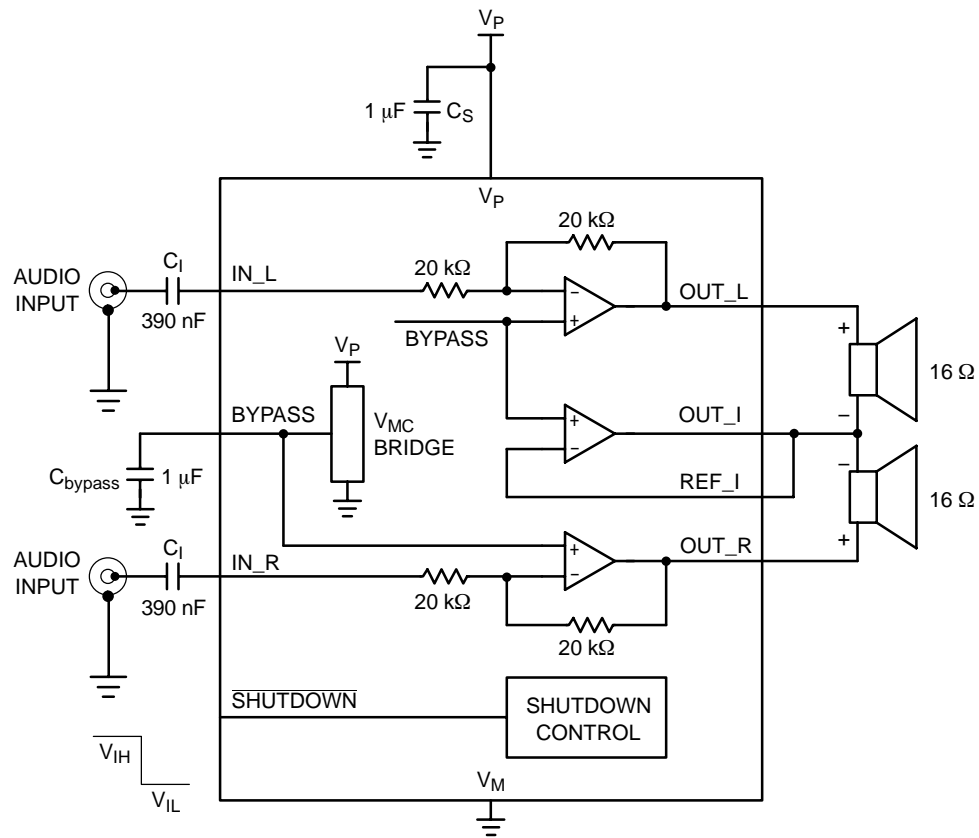 V_P
1 μF
C_S
V_P
20 kΩ
AUDIO
INPUT
C_I
390 nF
IN_L
20 kΩ
−
+
OUT_L
BYPASS
+
16 Ω
−
V_P
BYPASS
V_MC
BRIDGE
+
−
OUT_I
C_bypass
1 μF
REF_I
−
16 Ω
+
AUDIO
INPUT
C_I
390 nF
IN_R
20 kΩ
+
−
OUT_R
20 kΩ
SHUTDOWN
SHUTDOWN
CONTROL
V_IH
V_IL
V_M